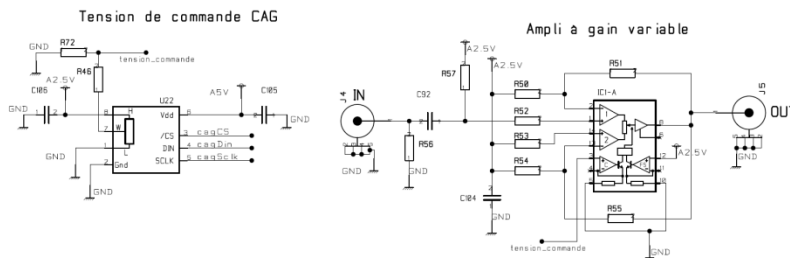 Tension de commande CAG
Ampli à gain variable
R72
GND
tension_commande
R46
A2.5V
C106
U22
A5V
C105
GND
8
H
Vdd
6
GND
7
W
/CS
3
cagCS
DIN
4
cagDin
1
L
SCLK
5
cagSclk
2
Gnd
GND
GND
A2.5V
R57
A2.5V
R51
R50
IC1-A
J4
IN
C92
R52
R53
R56
R54
GND
C104
GND
R55
tension_commande
GND
A2.5V
J5
OUT
GND